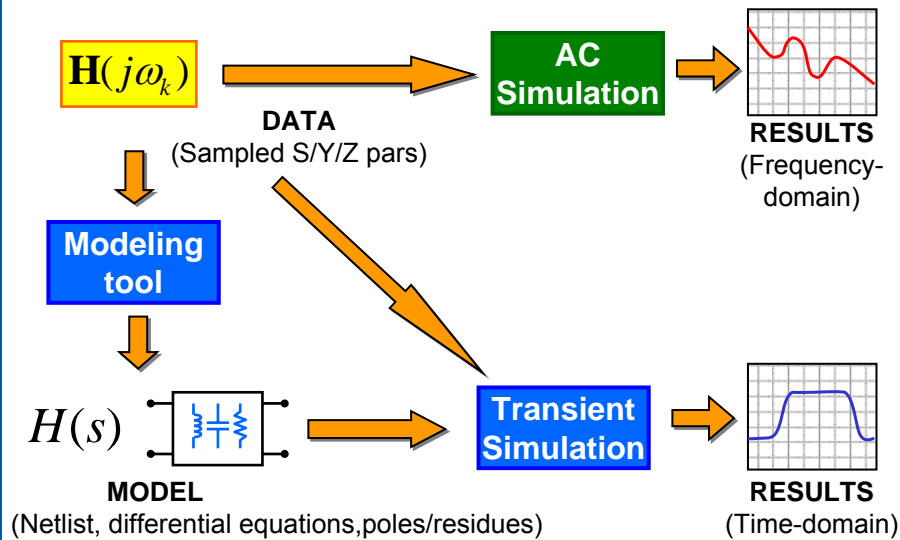 H(jωₖ)
AC
Simulation
DATA
(Sampled S/Y/Z pars)
RESULTS
(Frequency-
domain)
Modeling
tool
H(s)
Transient
Simulation
MODEL
(Netlist, differential equations,poles/residues)
RESULTS
(Time-domain)